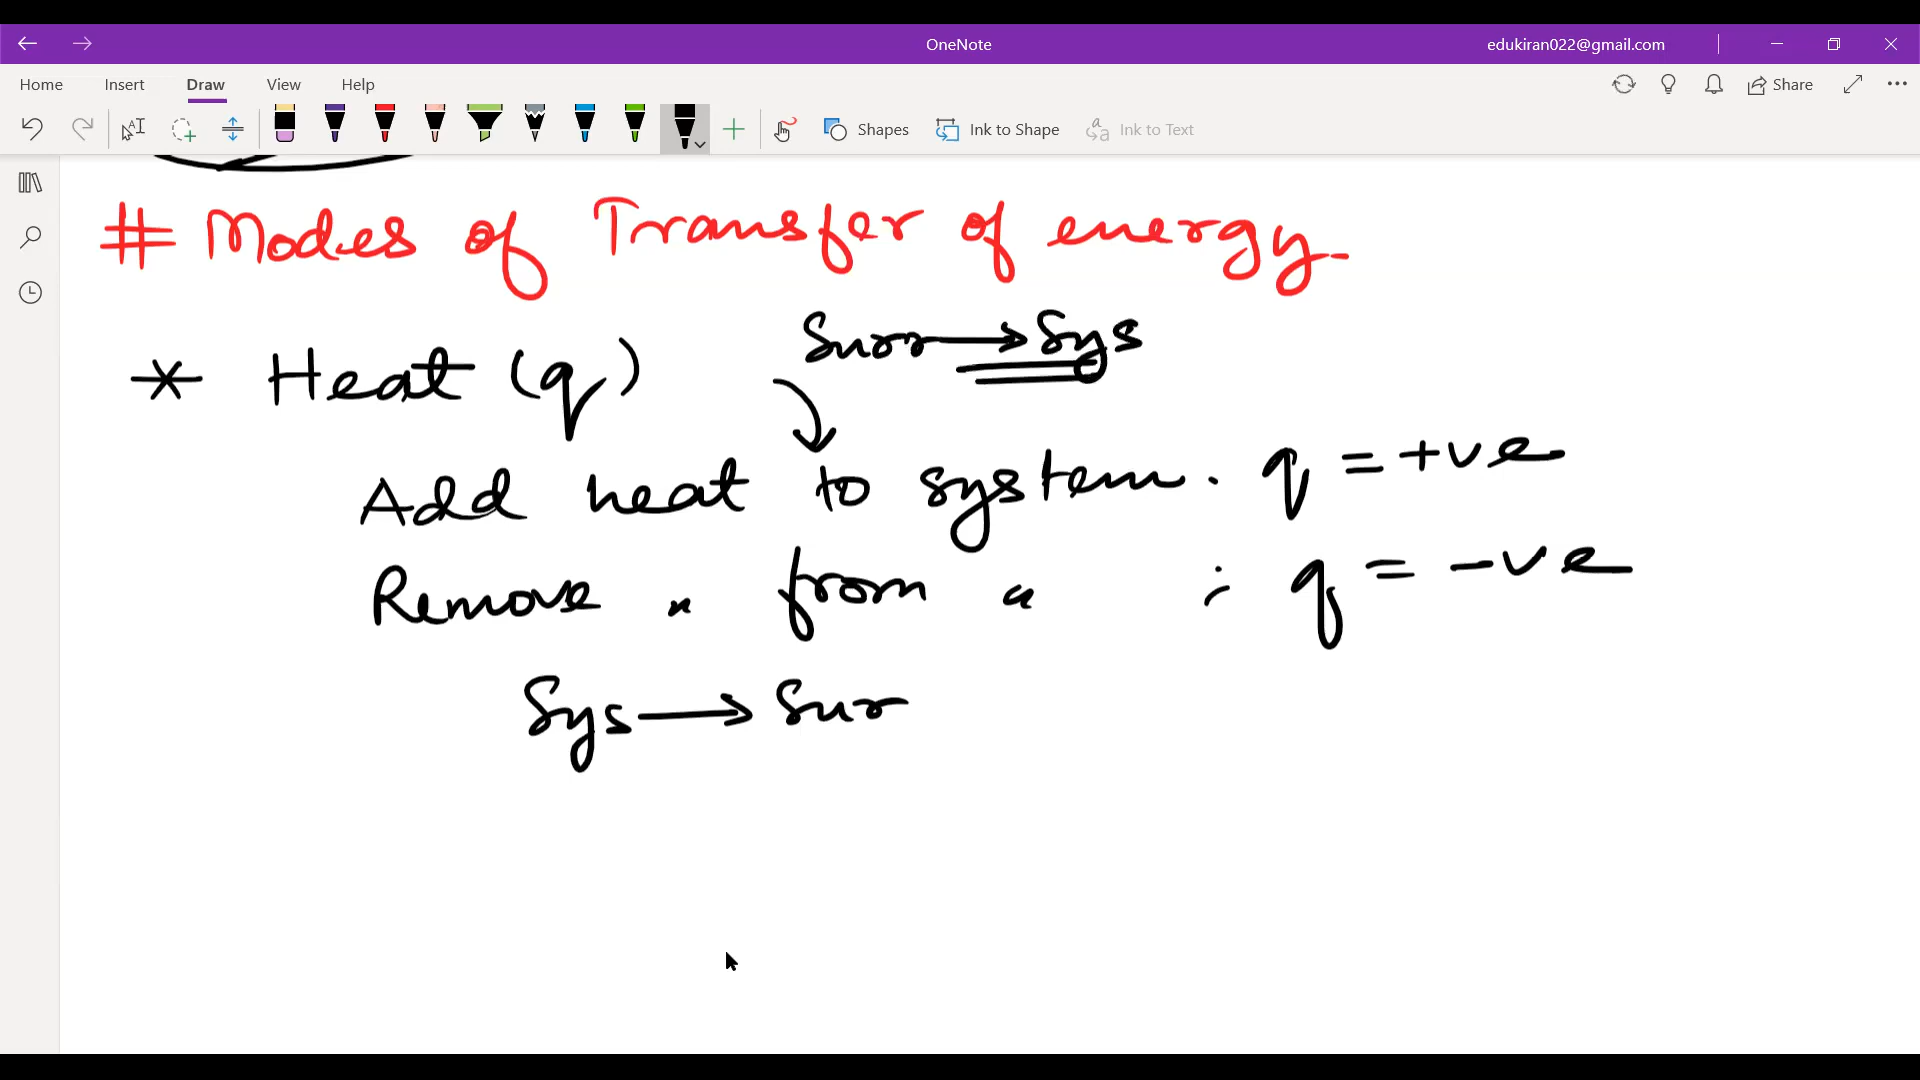 OneNote
edukiran022@gmail.com
Home Insert Draw View Help Share
Shapes Ink to Shape Ink to Text
# Modes of Transfer of energy.
Surr → Sys
* Heat (q)
Add heat to system. q = +ve
Remove " from " : q = -ve
Sys → Sur